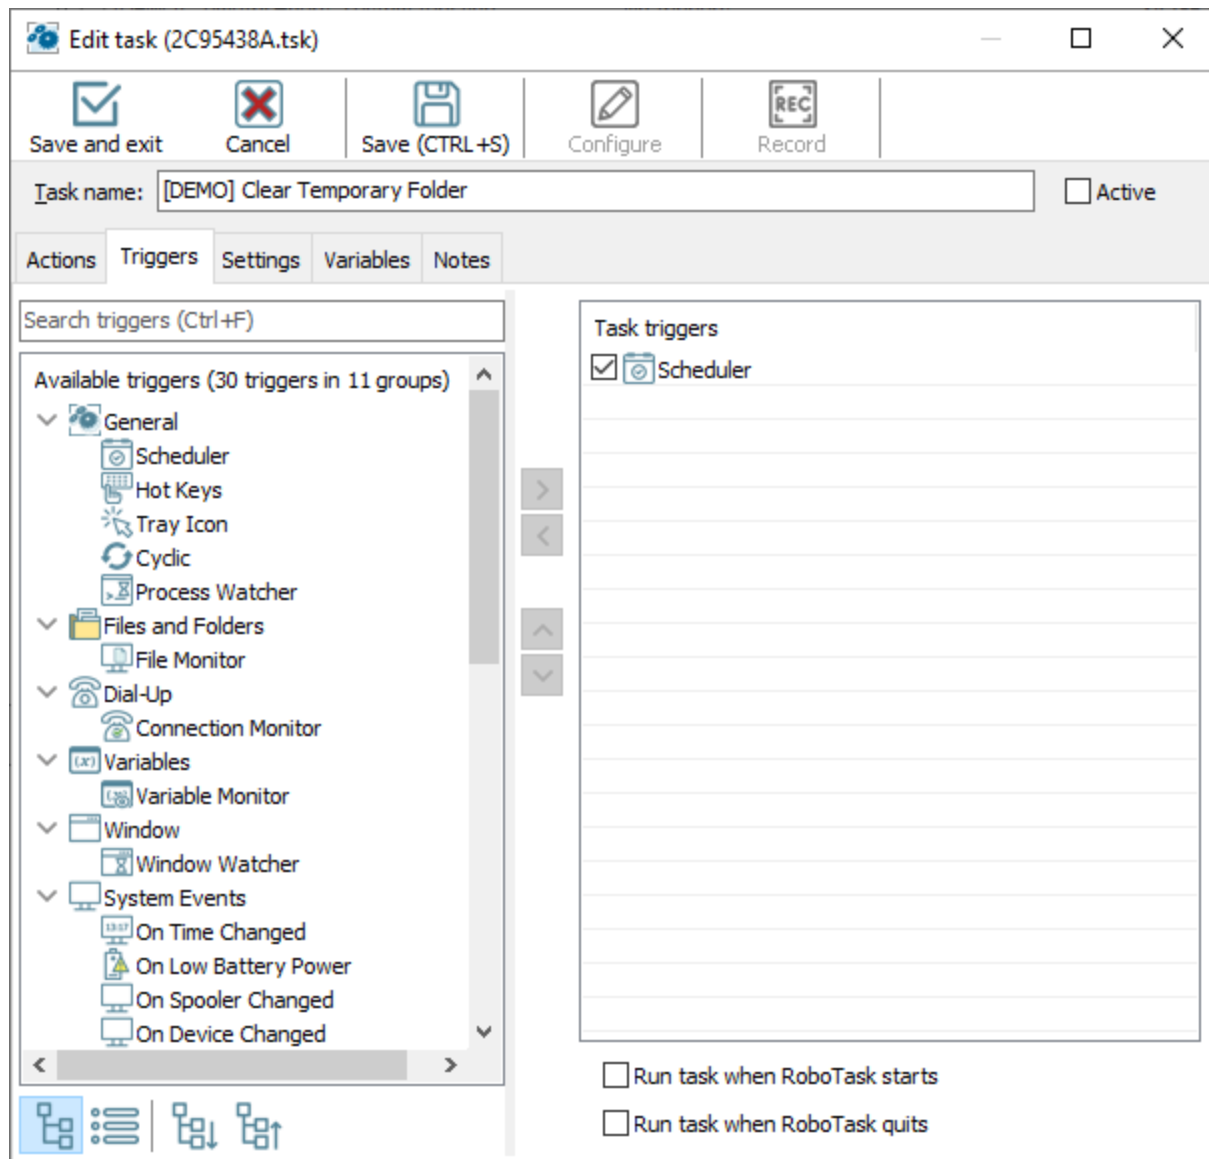 Edit task (2C95438A.tsk)
Save and exit
Cancel
Save (CTRL+S)
Configure
REC
Record
Task name: [DEMO] Clear Temporary Folder
Active
Actions Triggers Settings Variables Notes
Search triggers (Ctrl+F)
Available triggers (30 triggers in 11 groups)
General
Scheduler
Hot Keys
Tray Icon
Cyclic
Process Watcher
Files and Folders
File Monitor
Dial-Up
Connection Monitor
Variables
Variable Monitor
Window
Window Watcher
System Events
On Time Changed
On Low Battery Power
On Spooler Changed
On Device Changed
Task triggers
Scheduler
Run task when RoboTask starts
Run task when RoboTask quits